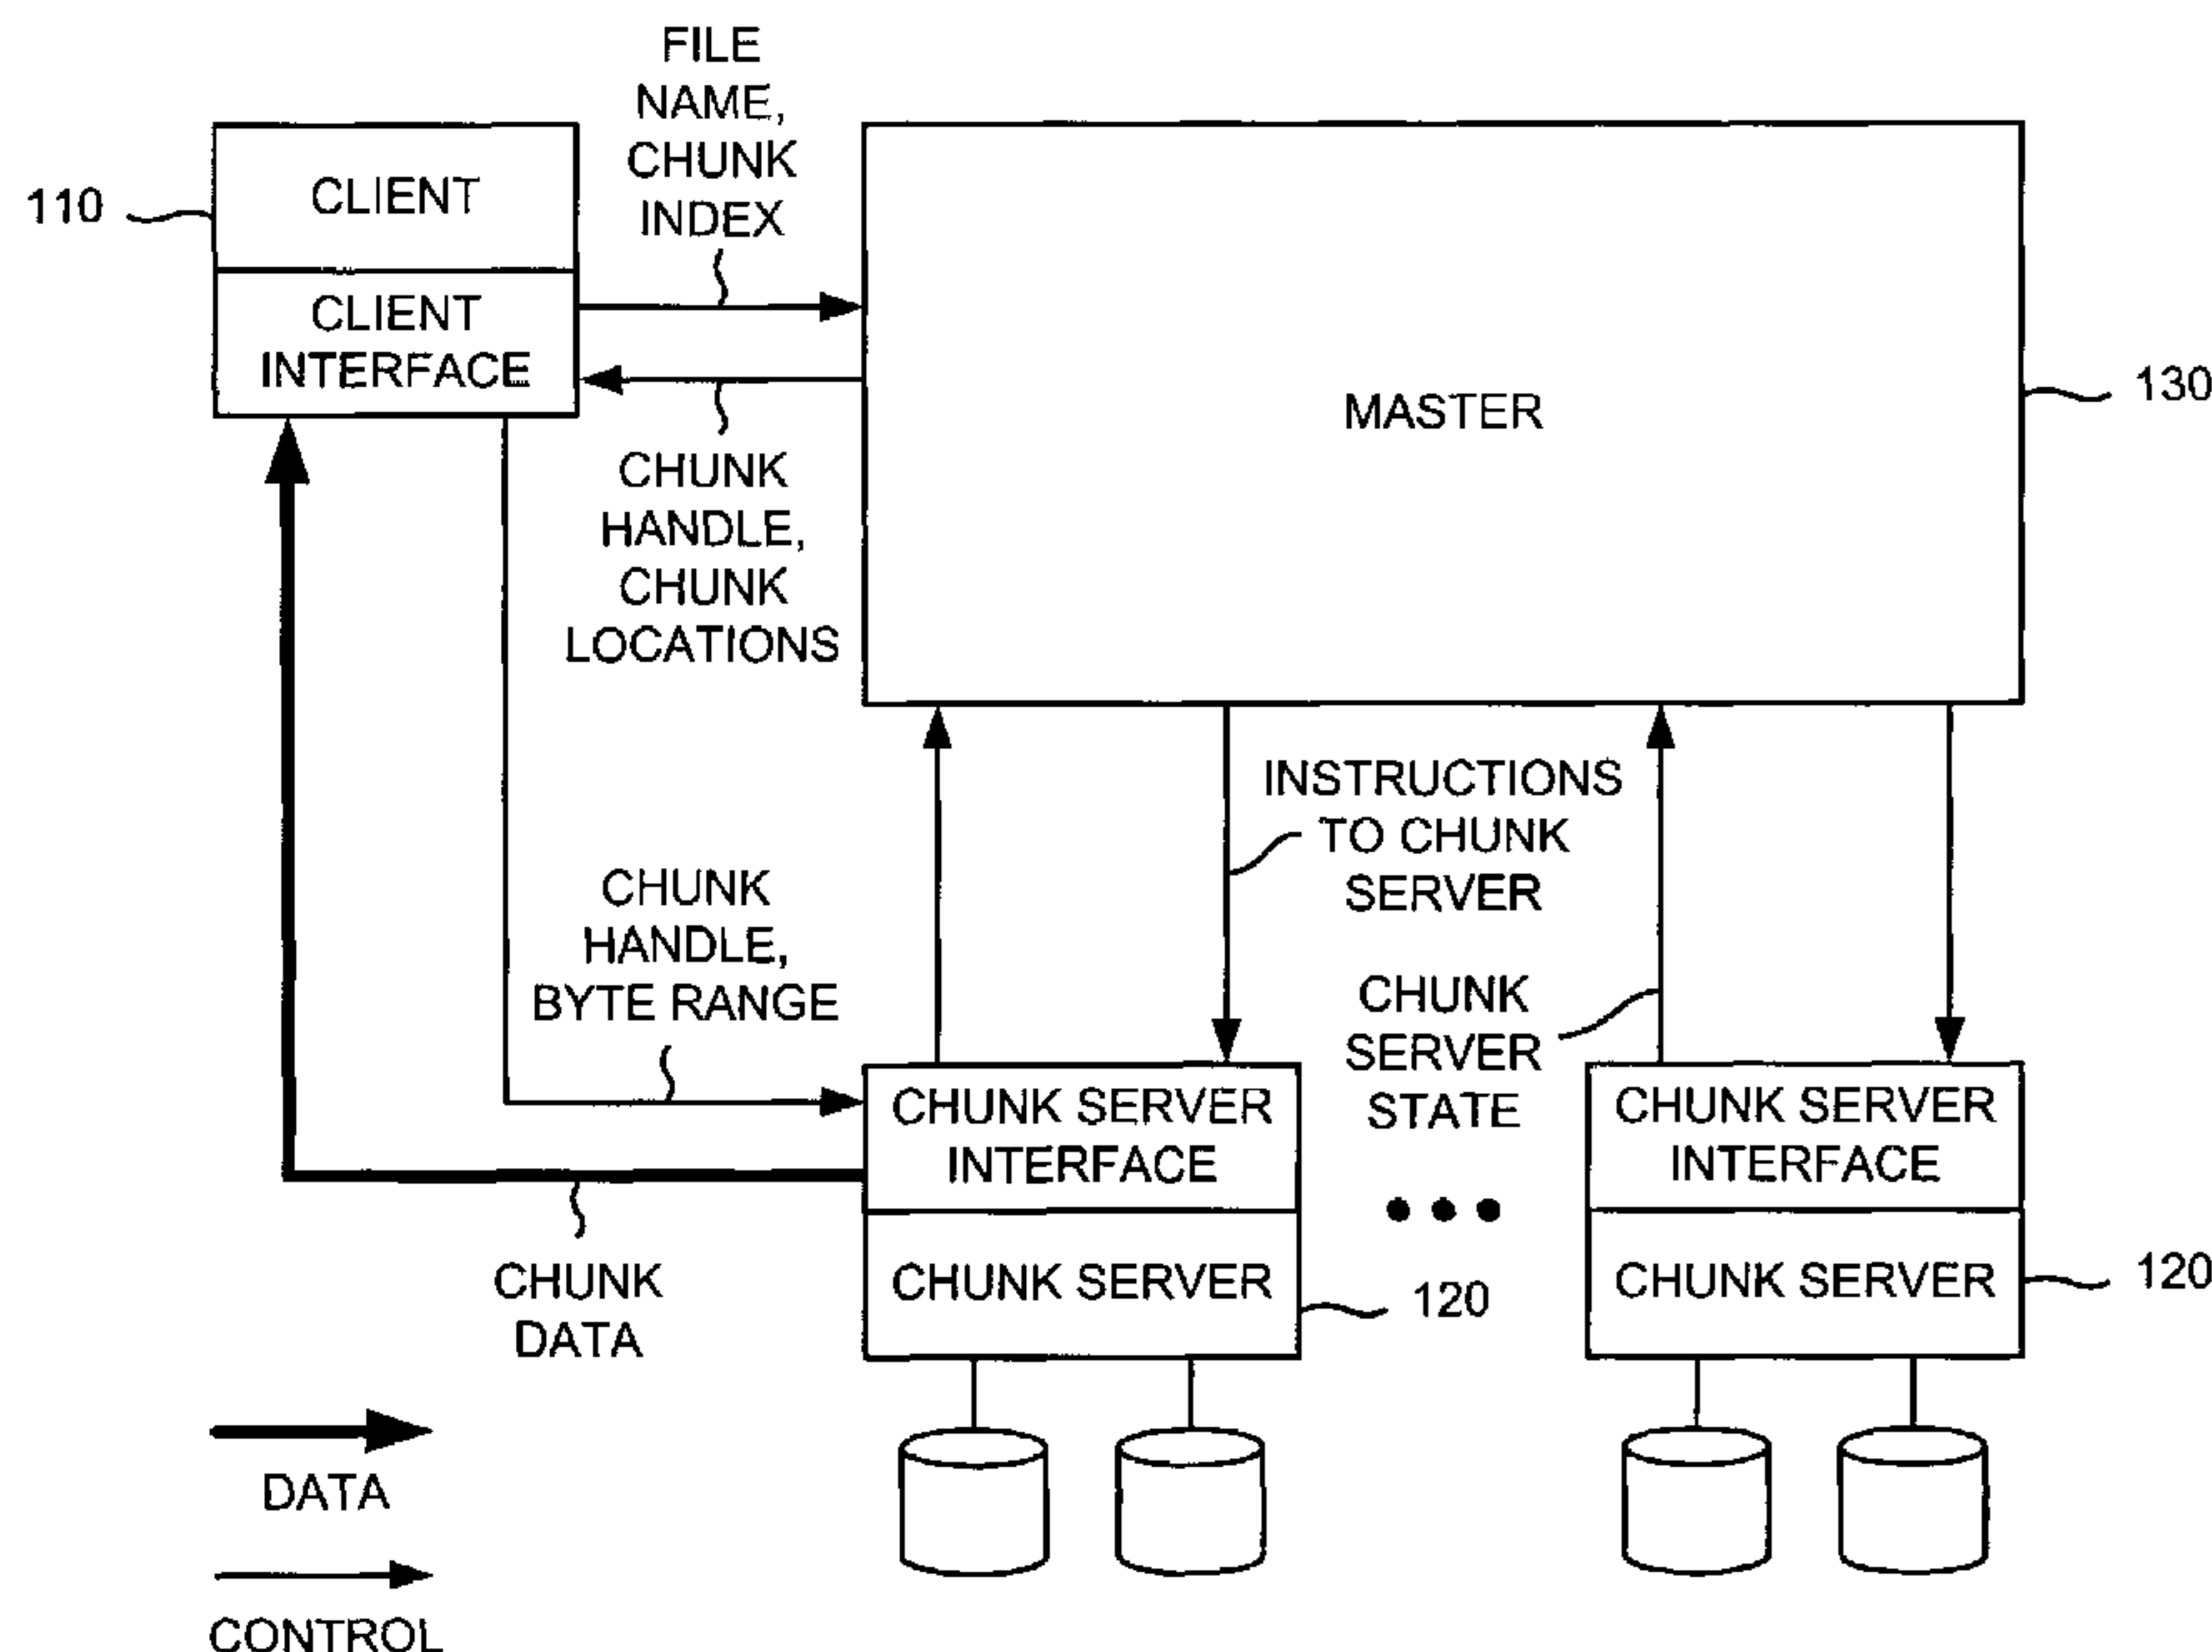 FILE
NAME,
CHUNK
INDEX
110
CLIENT
CLIENT
INTERFACE
MASTER
130
CHUNK
HANDLE,
CHUNK
LOCATIONS
INSTRUCTIONS
TO CHUNK
SERVER
CHUNK
HANDLE,
BYTE RANGE
CHUNK
SERVER
STATE
CHUNK SERVER
INTERFACE
CHUNK SERVER
INTERFACE
CHUNK SERVER
120
CHUNK SERVER
120
CHUNK
DATA
DATA
CONTROL